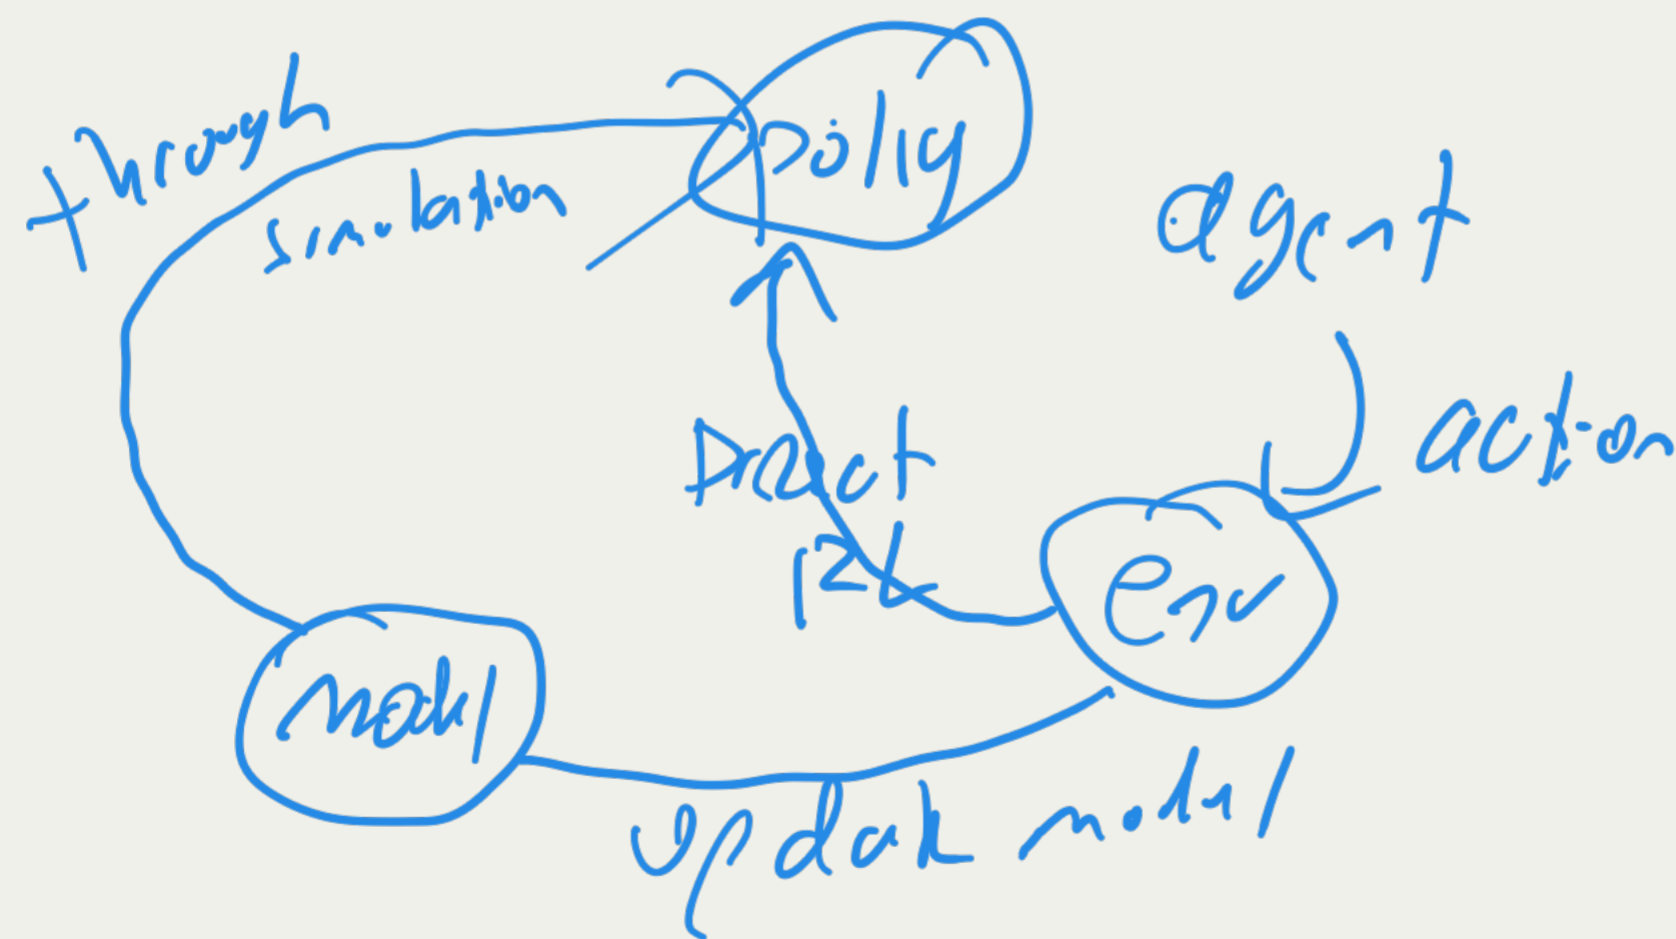 through
simulation
policy
agent
action
Direct
RL
env
model
update model